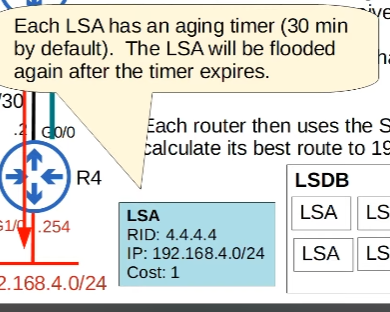 Each LSA has an aging timer (30 min
by default). The LSA will be flooded
again after the timer expires.
/30
.2
G0/0
Each router then uses the S
calculate its best route to 19
R4
G1/0
.254
LSA
RID: 4.4.4.4
IP: 192.168.4.0/24
Cost: 1
LSDB
LSA LS
LSA LS
2.168.4.0/24